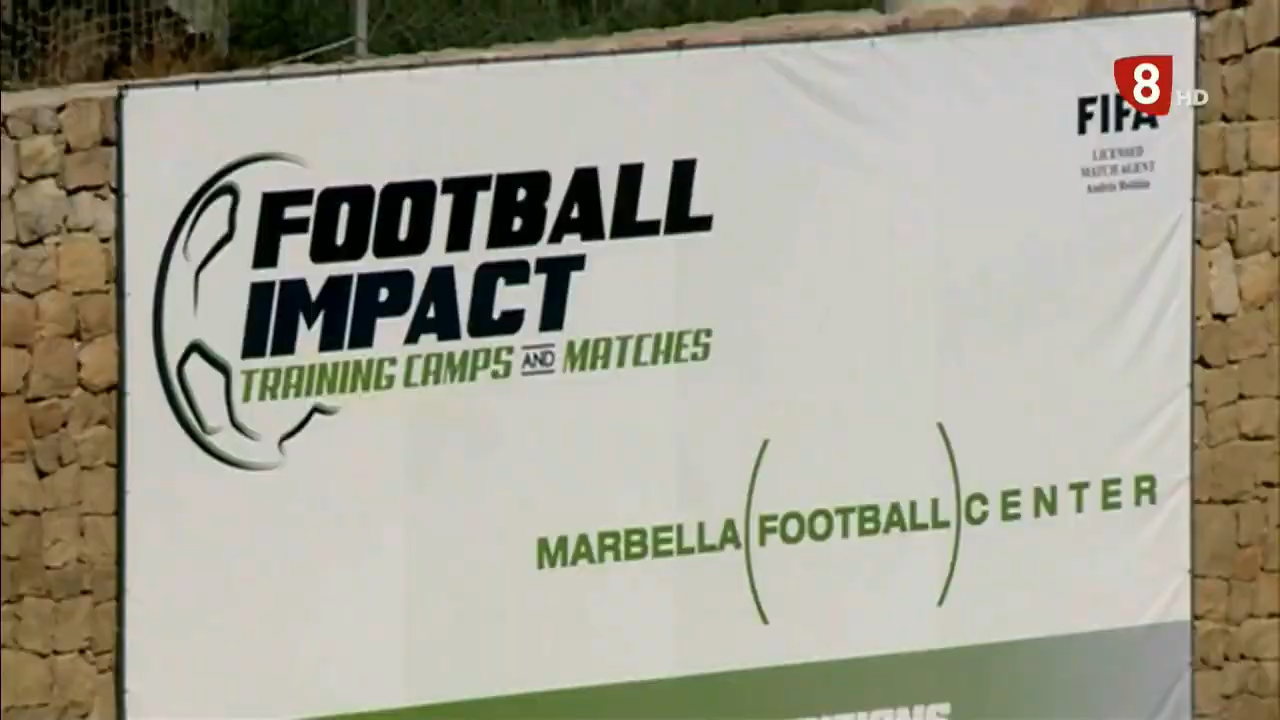 8 HD
FIFA
LICENSED
MATCH AGENT
FOOTBALL
IMPACT
TRAINING CAMPS AND MATCHES
MARBELLA (FOOTBALL) CENTER